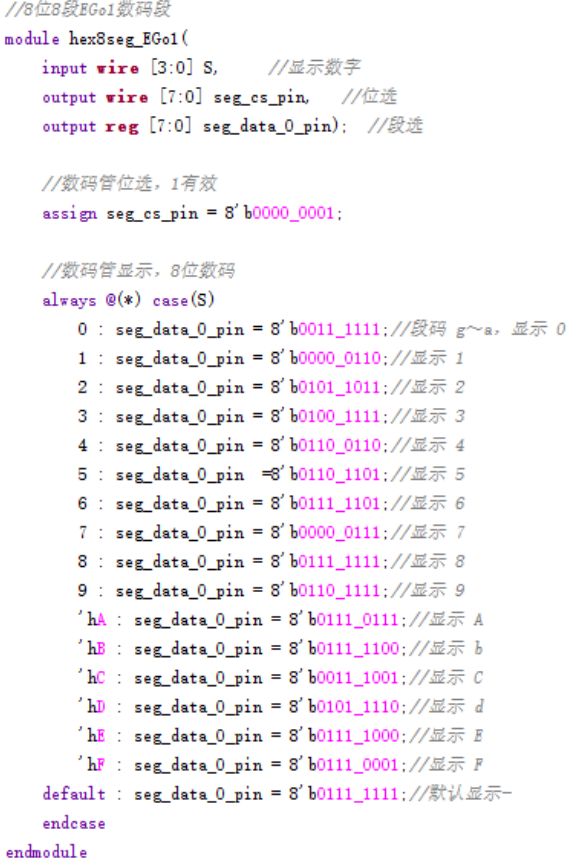 //8位8段EGo1数码段
module hex8seg_EGo1(
    input wire [3:0] S,     //显示数字
    output wire [7:0] seg_cs_pin,   //位选
    output reg [7:0] seg_data_0_pin);  //段选
    //数码管位选，1有效
    assign seg_cs_pin = 8'b0000_0001;
    //数码管显示，8位数码
    always @(*) case(S)
        0 : seg_data_0_pin = 8'b0011_1111;//段码 g～a，显示 0
        1 : seg_data_0_pin = 8'b0000_0110;//显示 1
        2 : seg_data_0_pin = 8'b0101_1011;//显示 2
        3 : seg_data_0_pin = 8'b0100_1111;//显示 3
        4 : seg_data_0_pin = 8'b0110_0110;//显示 4
        5 : seg_data_0_pin  =8'b0110_1101;//显示 5
        6 : seg_data_0_pin = 8'b0111_1101;//显示 6
        7 : seg_data_0_pin = 8'b0000_0111;//显示 7
        8 : seg_data_0_pin = 8'b0111_1111;//显示 8
        9 : seg_data_0_pin = 8'b0110_1111;//显示 9
        'hA : seg_data_0_pin = 8'b0111_0111;//显示 A
        'hB : seg_data_0_pin = 8'b0111_1100;//显示 b
        'hC : seg_data_0_pin = 8'b0011_1001;//显示 C
        'hD : seg_data_0_pin = 8'b0101_1110;//显示 d
        'hE : seg_data_0_pin = 8'b0111_1000;//显示 E
        'hF : seg_data_0_pin = 8'b0111_0001;//显示 F
    default : seg_data_0_pin = 8'b0111_1111;//默认显示-
    endcase
endmodule